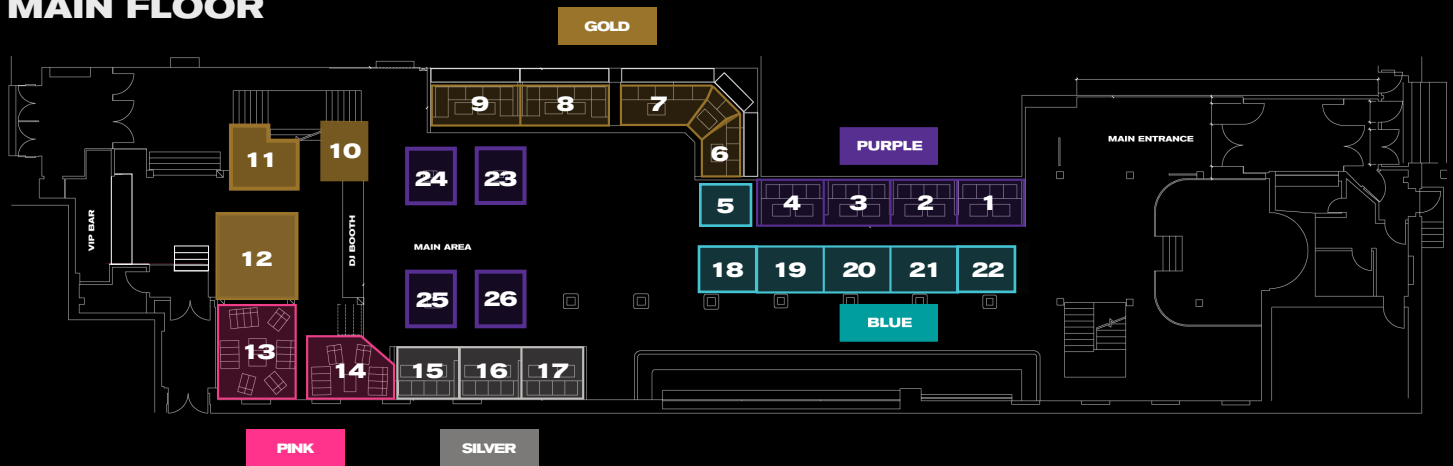 MAIN FLOOR
GOLD
9
8
7
6
11
10
PURPLE
MAIN ENTRANCE
24
23
5
4
3
2
1
VIP BAR
DJ BOOTH
MAIN AREA
12
18
19
20
21
22
25
26
BLUE
13
14
15
16
17
PINK
SILVER